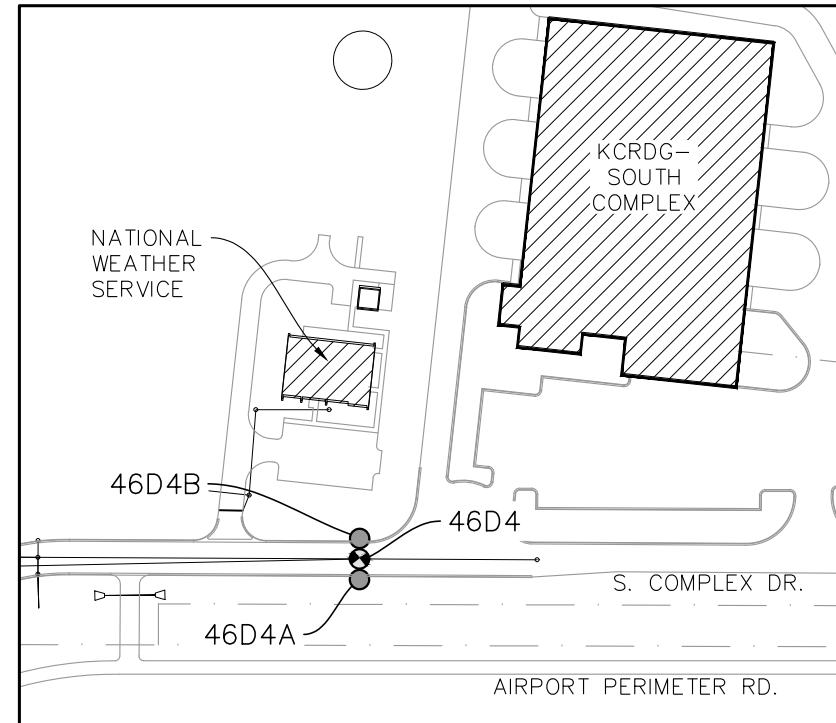 KCRDG-
SOUTH
COMPLEX
NATIONAL
WEATHER
SERVICE
46D4B
46D4
S. COMPLEX DR.
46D4A
AIRPORT PERIMETER RD.